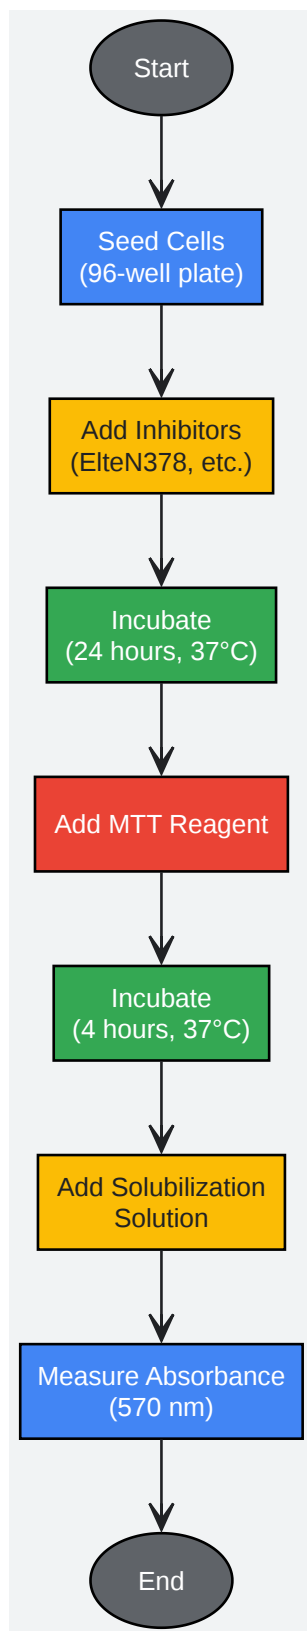 Start
Seed Cells
(96-well plate)
Add Inhibitors
(ElteN378, etc.)
Incubate
(24 hours, 37°C)
Add MTT Reagent
Incubate
(4 hours, 37°C)
Add Solubilization
Solution
Measure Absorbance
(570 nm)
End